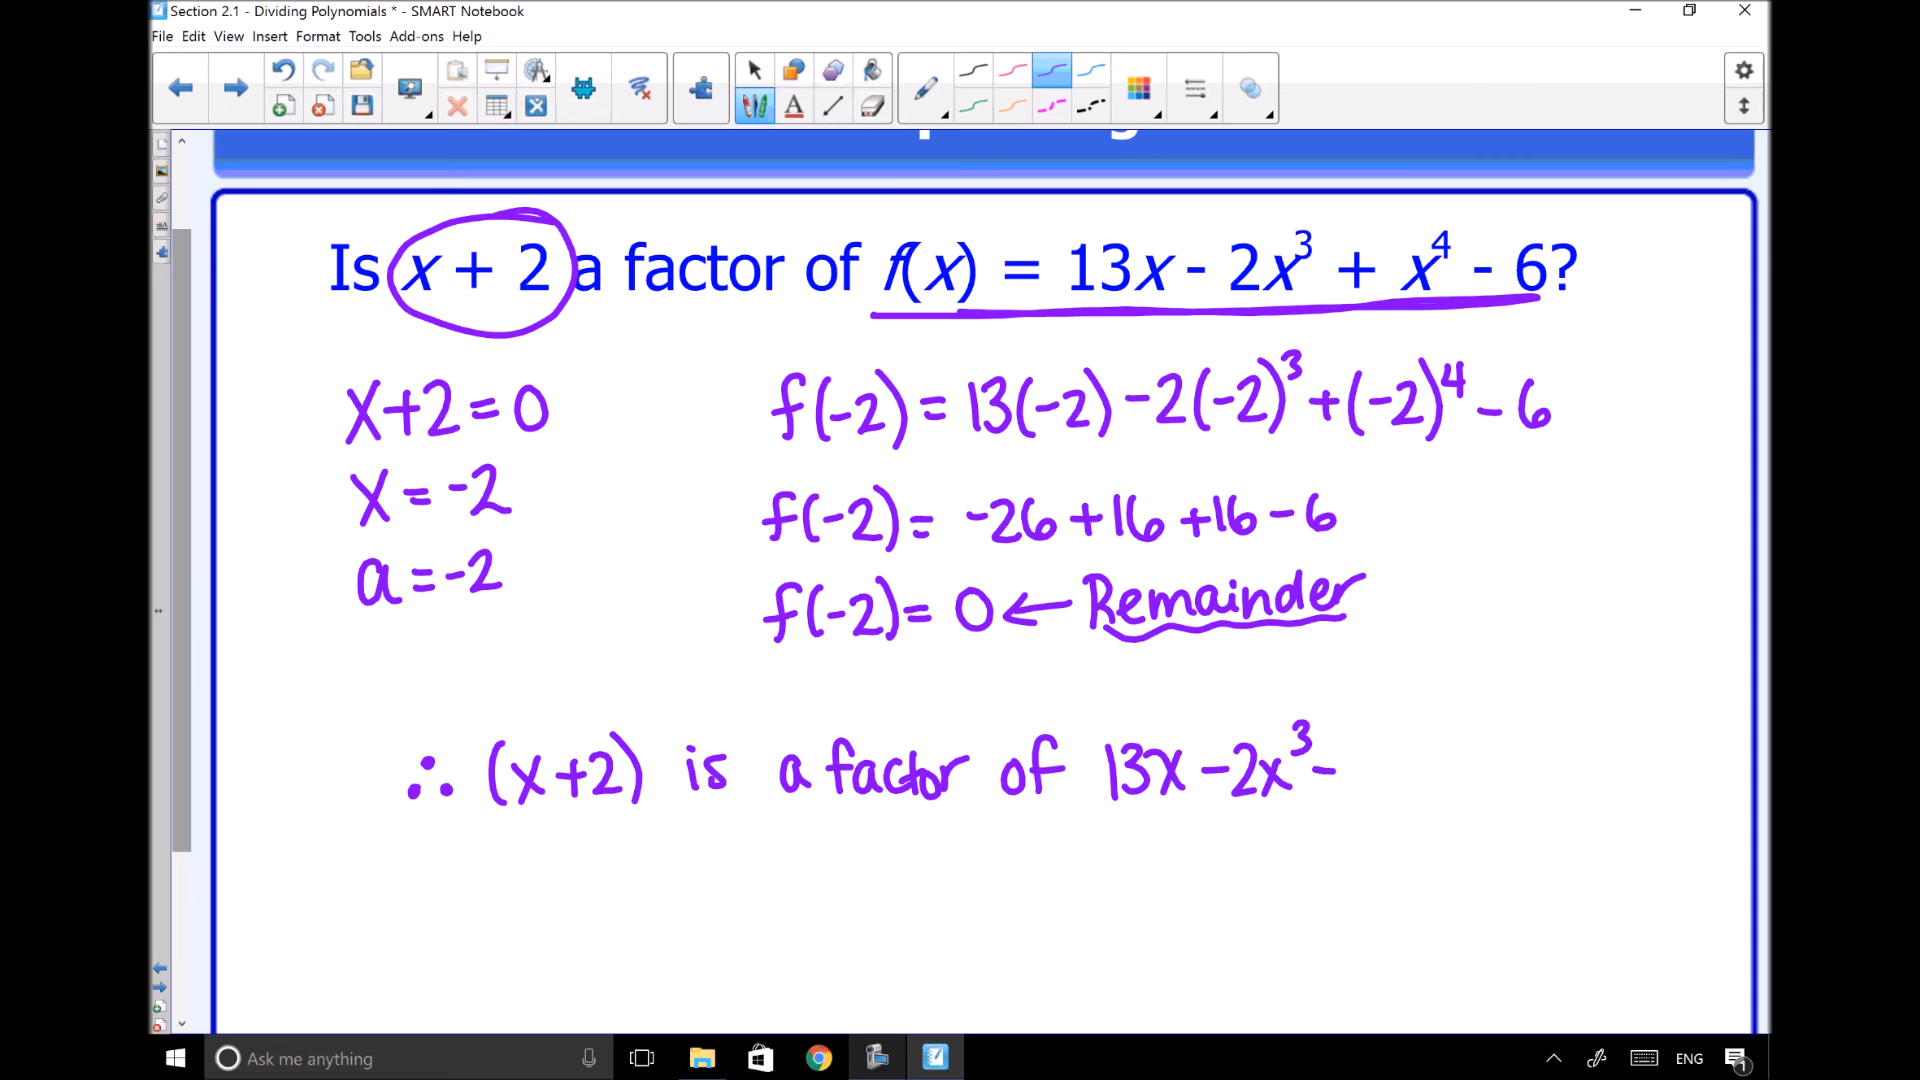 Section 2.1 - Dividing Polynomials * - SMART Notebook
File Edit View Insert Format Tools Add-ons Help
Is x + 2 a factor of f(x) = 13x - 2x³ + x⁴ - 6?
x+2=0
x=-2
a=-2
f(-2) = 13(-2) - 2(-2)³ + (-2)⁴ - 6
f(-2) = -26 + 16 + 16 - 6
f(-2) = 0 ← Remainder
∴ (x+2) is a factor of 13x - 2x³ -
Ask me anything
ENG
1